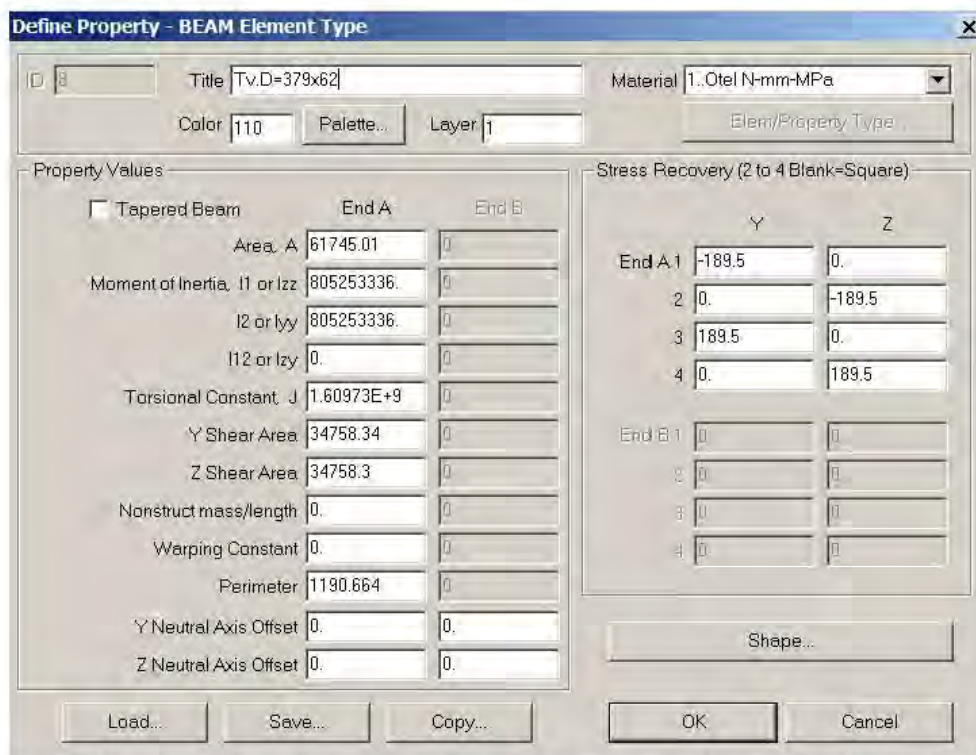 Define Property - BEAM Element Type
ID 8 Title Tv.D=379x62 Material 1..Otel N-mm-MPa
Color 110 Palette... Layer 1 Elem/Property Type...
Property Values
Tapered Beam End A End B
Area, A 61745.01 0
Moment of Inertia, I1 or Izz 805253336. 0
I2 or Iyy 805253336. 0
I12 or Izy 0. 0
Torsional Constant, J 1.60973E+9 0
Y Shear Area 34758.34 0
Z Shear Area 34758.3 0
Nonstruct mass/length 0. 0
Warping Constant 0. 0
Perimeter 1190.664 0
Y Neutral Axis Offset 0. 0.
Z Neutral Axis Offset 0. 0.
Stress Recovery (2 to 4 Blank=Square)
Y Z
End A 1 -189.5 0.
2 0. -189.5
3 189.5 0.
4 0. 189.5
End B 1 0 0
2 0 0
3 0 0
4 0 0
Shape...
Load... Save... Copy... OK Cancel